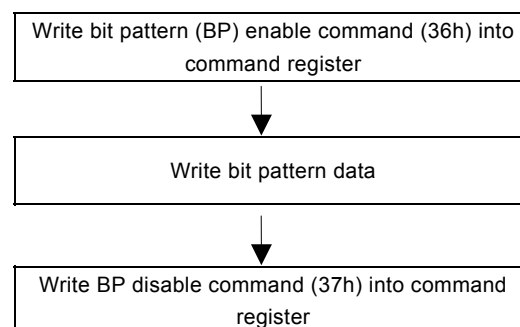 Write bit pattern (BP) enable command (36h) into
command register
Write bit pattern data
Write BP disable command (37h) into command
register